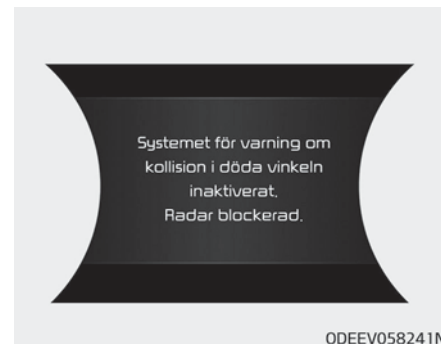 Systemet för varning om
kollision i döda vinkeln
inaktiverat.
Radar blockerad.
ODEEV058241N